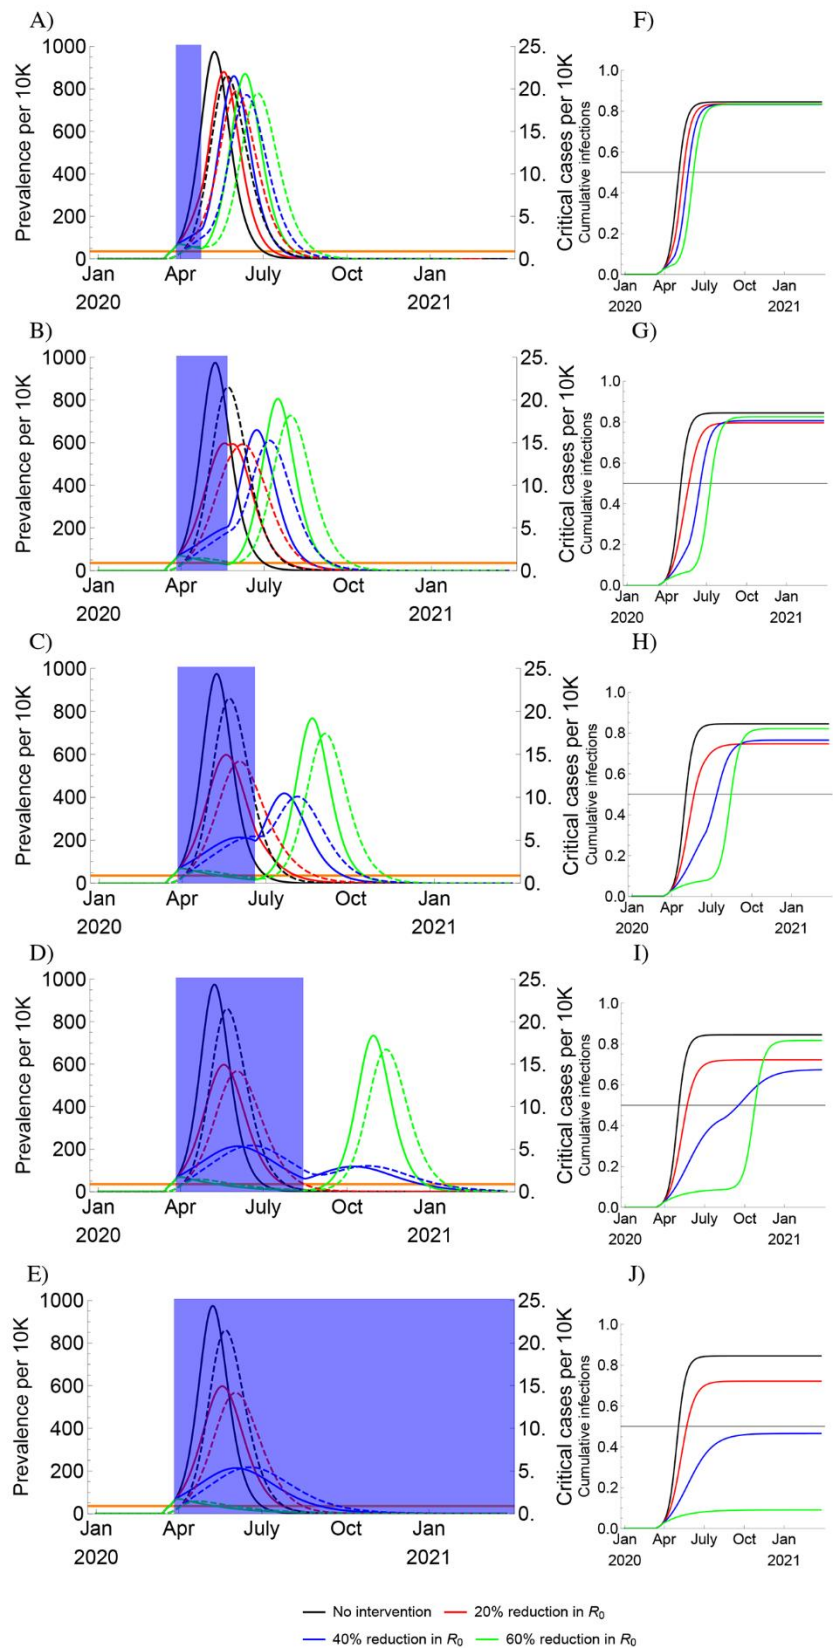 A)
F)
Prevalence per 10K
1000
800
600
400
200
0
25.
20.
15.
10.
5.
0.
Critical cases per 10K
Jan Apr July Oct Jan
2020 2021
Cumulative infections
1.0
0.8
0.6
0.4
0.2
0.0
Jan Apr July Oct Jan
2020 2021
B)
G)
Prevalence per 10K
1000
800
600
400
200
0
25.
20.
15.
10.
5.
0.
Critical cases per 10K
Jan Apr July Oct Jan
2020 2021
Cumulative infections
1.0
0.8
0.6
0.4
0.2
0.0
Jan Apr July Oct Jan
2020 2021
C)
H)
Prevalence per 10K
1000
800
600
400
200
0
25.
20.
15.
10.
5.
0.
Critical cases per 10K
Jan Apr July Oct Jan
2020 2021
Cumulative infections
1.0
0.8
0.6
0.4
0.2
0.0
Jan Apr July Oct Jan
2020 2021
D)
I)
Prevalence per 10K
1000
800
600
400
200
0
25.
20.
15.
10.
5.
0.
Critical cases per 10K
Jan Apr July Oct Jan
2020 2021
Cumulative infections
1.0
0.8
0.6
0.4
0.2
0.0
Jan Apr July Oct Jan
2020 2021
E)
J)
Prevalence per 10K
1000
800
600
400
200
0
25.
20.
15.
10.
5.
0.
Critical cases per 10K
Jan Apr July Oct Jan
2020 2021
Cumulative infections
1.0
0.8
0.6
0.4
0.2
0.0
Jan Apr July Oct Jan
2020 2021
No intervention 20% reduction in R₀
40% reduction in R₀ 60% reduction in R₀